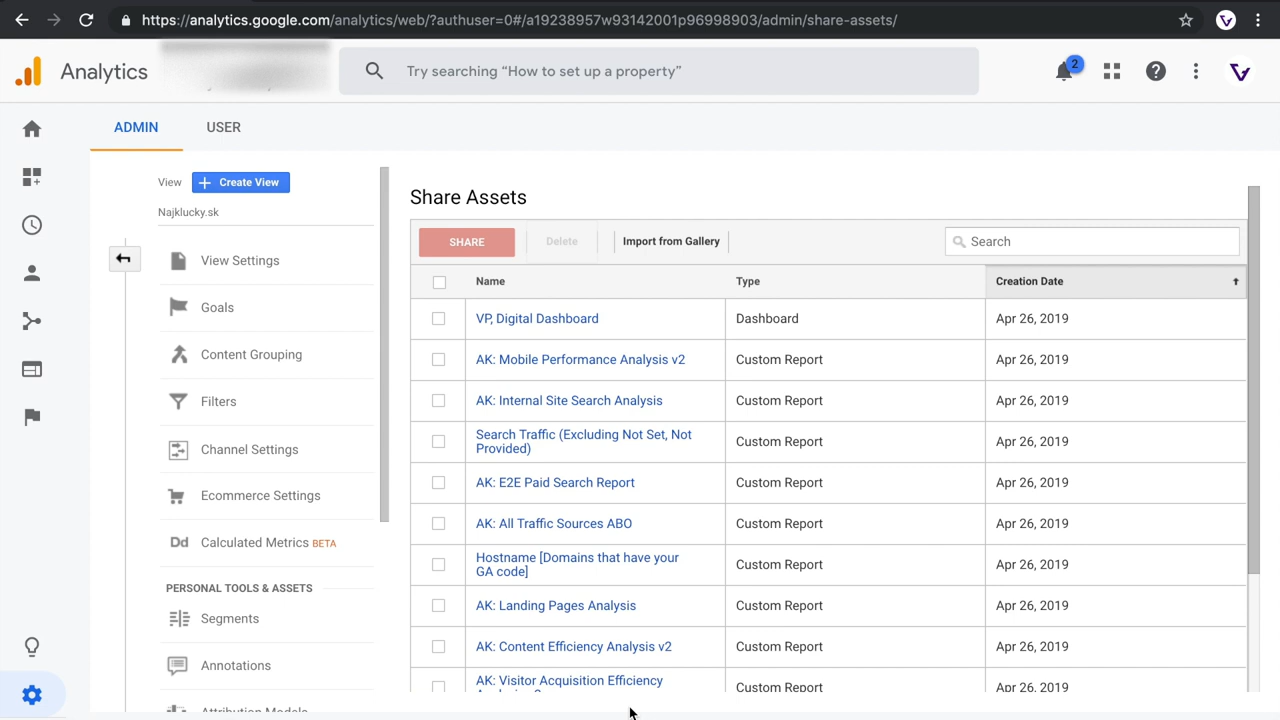 https://analytics.google.com/analytics/web/?authuser=0#/a19238957w93142001p96998903/admin/share-assets/
Analytics
Try searching “How to set up a property”
2
ADMIN USER
View + Create View
Najklucky.sk
View Settings
Goals
Content Grouping
Filters
Channel Settings
Ecommerce Settings
Dd Calculated Metrics BETA
PERSONAL TOOLS & ASSETS
Segments
Annotations
Attribution Models
Share Assets
SHARE Delete Import from Gallery Search
Name Type Creation Date
VP, Digital Dashboard Dashboard Apr 26, 2019
AK: Mobile Performance Analysis v2 Custom Report Apr 26, 2019
AK: Internal Site Search Analysis Custom Report Apr 26, 2019
Search Traffic (Excluding Not Set, Not
Provided) Custom Report Apr 26, 2019
AK: E2E Paid Search Report Custom Report Apr 26, 2019
AK: All Traffic Sources ABO Custom Report Apr 26, 2019
Hostname [Domains that have your
GA code] Custom Report Apr 26, 2019
AK: Landing Pages Analysis Custom Report Apr 26, 2019
AK: Content Efficiency Analysis v2 Custom Report Apr 26, 2019
AK: Visitor Acquisition Efficiency
Custom Report Apr 26, 2019